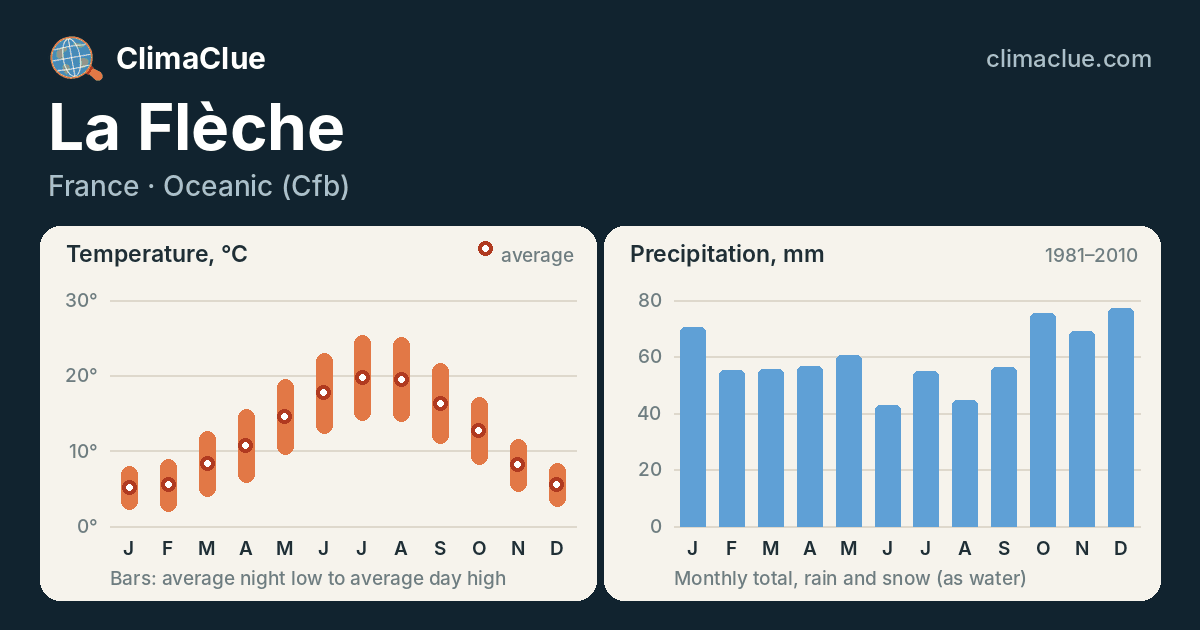 ClimaClue
climaclue.com
La Flèche
France · Oceanic (Cfb)
Temperature, °C
average
30°
20°
10°
0°
J F M A M J J A S O N D
Bars: average night low to average day high
Precipitation, mm
1981–2010
80
60
40
20
0
J F M A M J J A S O N D
Monthly total, rain and snow (as water)